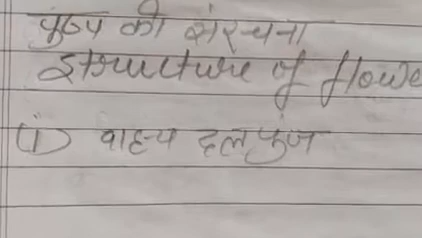 पुष्प की संरचना
Structure of flowe
(i) वाह्य दलपुंज